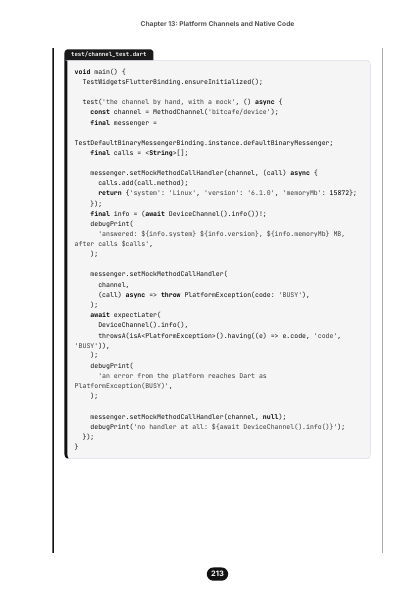 Chapter 13: Platform Channels and Native Code
test/channel_test.dart
void main() {
  TestWidgetsFlutterBinding.ensureInitialized();

  test('the channel by hand, with a mock', () async {
    const channel = MethodChannel('bitcafe/device');
    final messenger =

TestDefaultBinaryMessengerBinding.instance.defaultBinaryMessenger;
    final calls = <String>[];

    messenger.setMockMethodCallHandler(channel, (call) async {
      calls.add(call.method);
      return {'system': 'Linux', 'version': '6.1.0', 'memoryMb': 15872};
    });
    final info = (await DeviceChannel().info())!;
    debugPrint(
      'answered: ${info.system} ${info.version}, ${info.memoryMb} MB,
after calls $calls',
    );

    messenger.setMockMethodCallHandler(
      channel,
      (call) async => throw PlatformException(code: 'BUSY'),
    );
    await expectLater(
      DeviceChannel().info(),
      throwsA(isA<PlatformException>().having((e) => e.code, 'code',
'BUSY')),
    );
    debugPrint(
      'an error from the platform reaches Dart as
PlatformException(BUSY)',
    );

    messenger.setMockMethodCallHandler(channel, null);
    debugPrint('no handler at all: ${await DeviceChannel().info()}');
  });
}
213